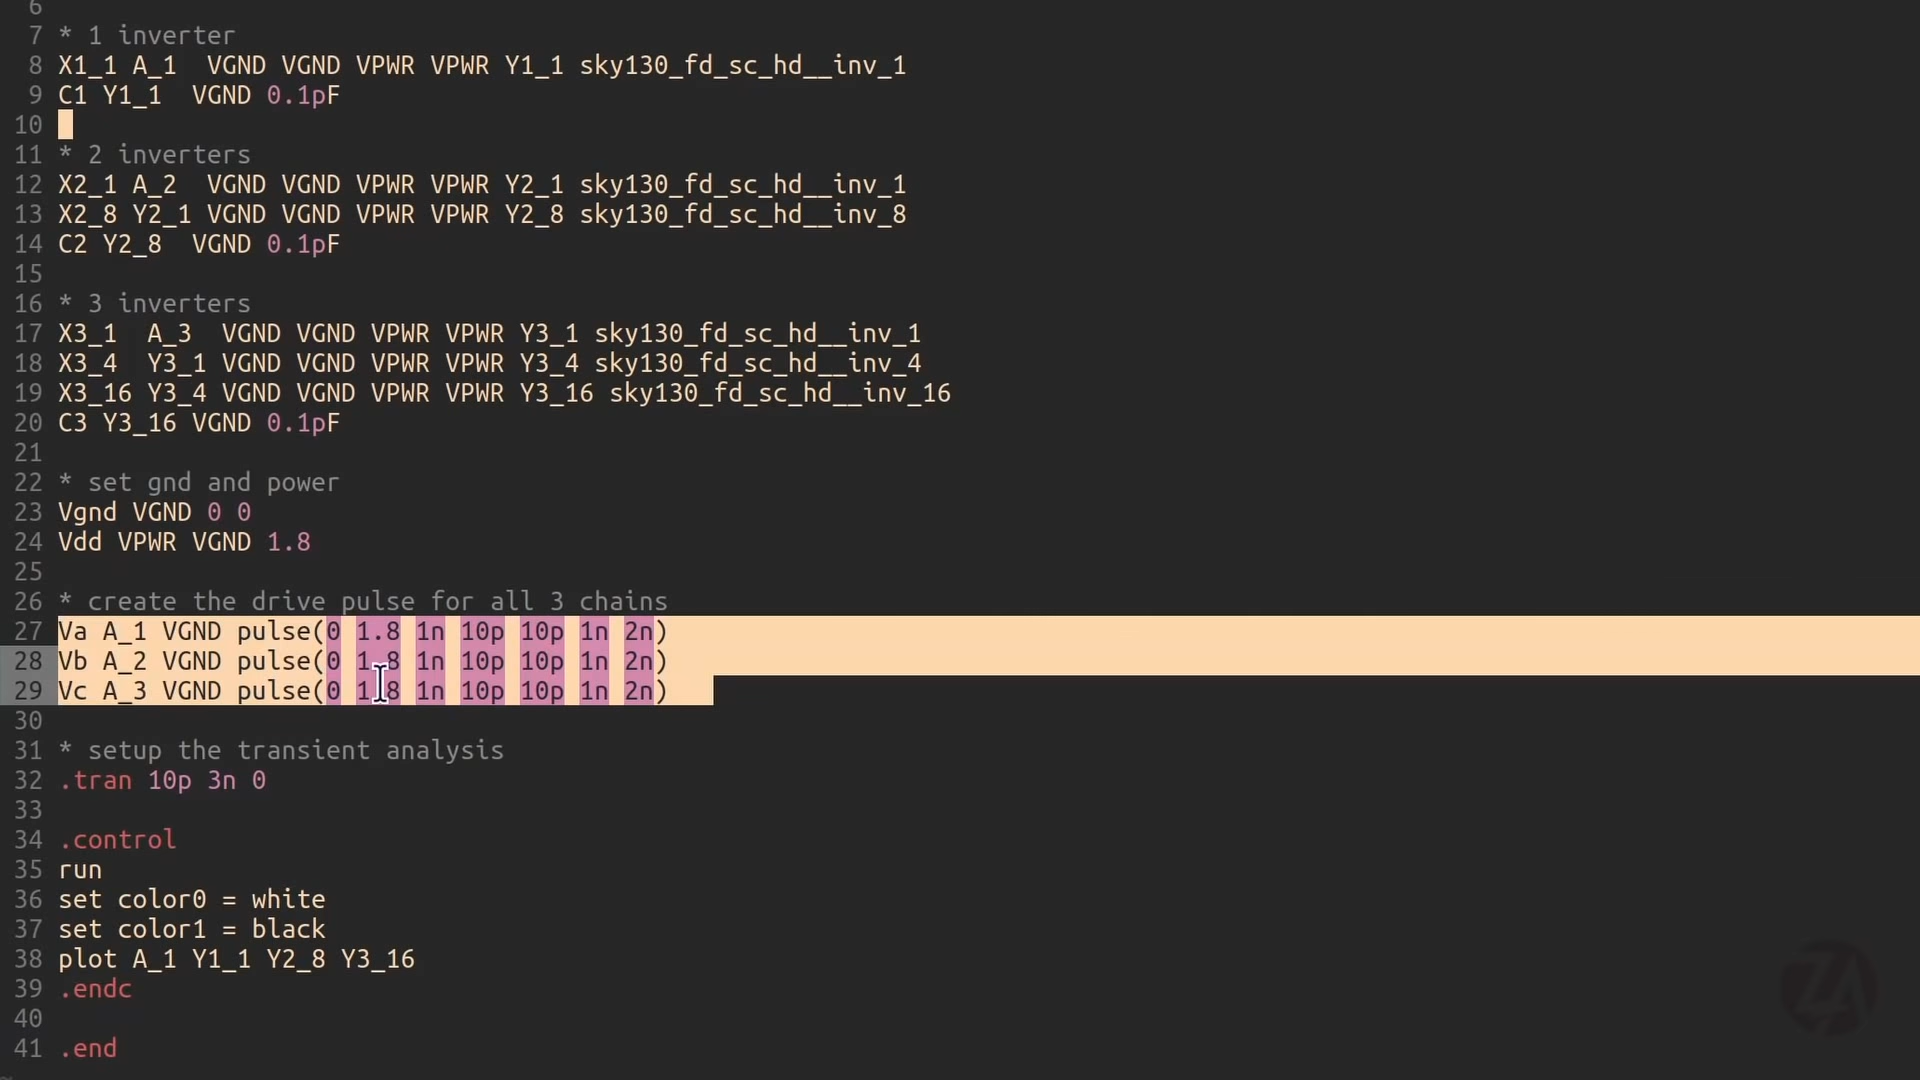 6
7 * 1 inverter
8 X1_1 A_1  VGND VGND VPWR VPWR Y1_1 sky130_fd_sc_hd__inv_1
9 C1 Y1_1  VGND 0.1pF
10
11 * 2 inverters
12 X2_1 A_2  VGND VGND VPWR VPWR Y2_1 sky130_fd_sc_hd__inv_1
13 X2_8 Y2_1 VGND VGND VPWR VPWR Y2_8 sky130_fd_sc_hd__inv_8
14 C2 Y2_8  VGND 0.1pF
15
16 * 3 inverters
17 X3_1  A_3  VGND VGND VPWR VPWR Y3_1 sky130_fd_sc_hd__inv_1
18 X3_4  Y3_1 VGND VGND VPWR VPWR Y3_4 sky130_fd_sc_hd__inv_4
19 X3_16 Y3_4 VGND VGND VPWR VPWR Y3_16 sky130_fd_sc_hd__inv_16
20 C3 Y3_16 VGND 0.1pF
21
22 * set gnd and power
23 Vgnd VGND 0 0
24 Vdd VPWR VGND 1.8
25
26 * create the drive pulse for all 3 chains
27 Va A_1 VGND pulse(0 1.8 1n 10p 10p 1n 2n)
28 Vb A_2 VGND pulse(0 1.8 1n 10p 10p 1n 2n)
29 Vc A_3 VGND pulse(0 1.8 1n 10p 10p 1n 2n)
30
31 * setup the transient analysis
32 .tran 10p 3n 0
33
34 .control
35 run
36 set color0 = white
37 set color1 = black
38 plot A_1 Y1_1 Y2_8 Y3_16
39 .endc
40
41 .end
ZA